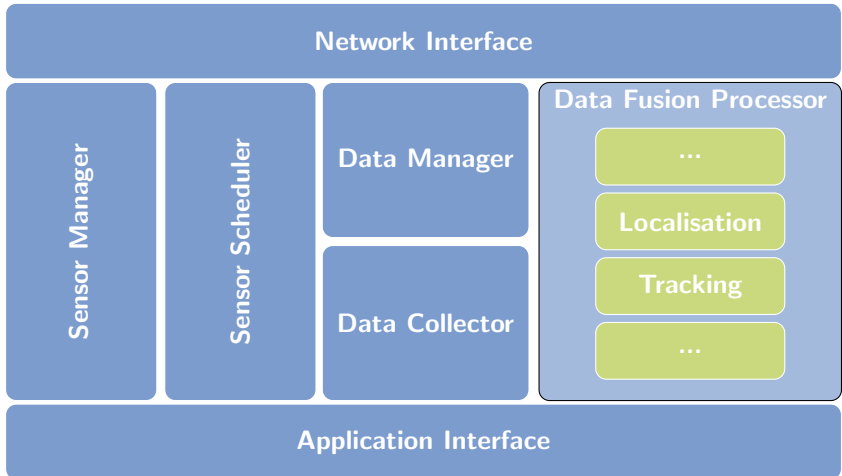 Network Interface
Sensor Manager
Sensor Scheduler
Data Manager
Data Collector
Data Fusion Processor
...
Localisation
Tracking
...
Application Interface